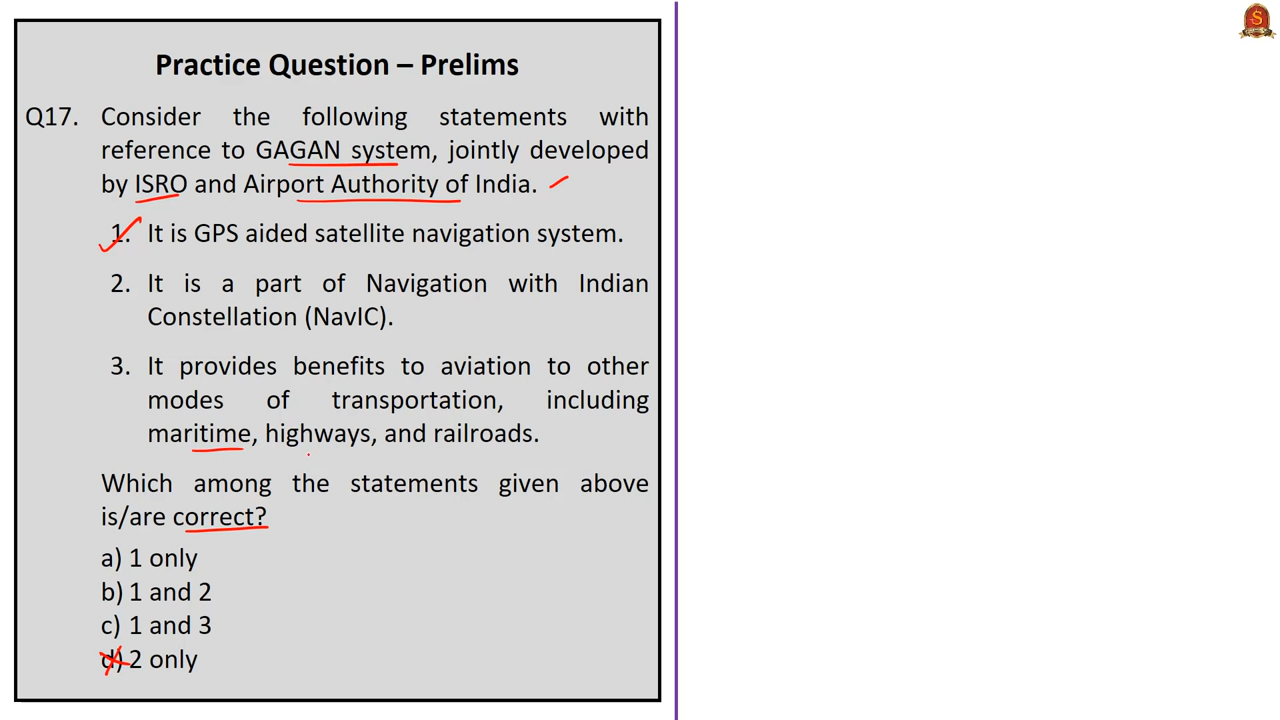 Practice Question – Prelims
Q17. Consider the following statements with
reference to GAGAN system, jointly developed
by ISRO and Airport Authority of India.
1. It is GPS aided satellite navigation system.
2. It is a part of Navigation with Indian
Constellation (NavIC).
3. It provides benefits to aviation to other
modes of transportation, including
maritime, highways, and railroads.
Which among the statements given above
is/are correct?
a) 1 only
b) 1 and 2
c) 1 and 3
d) 2 only
S